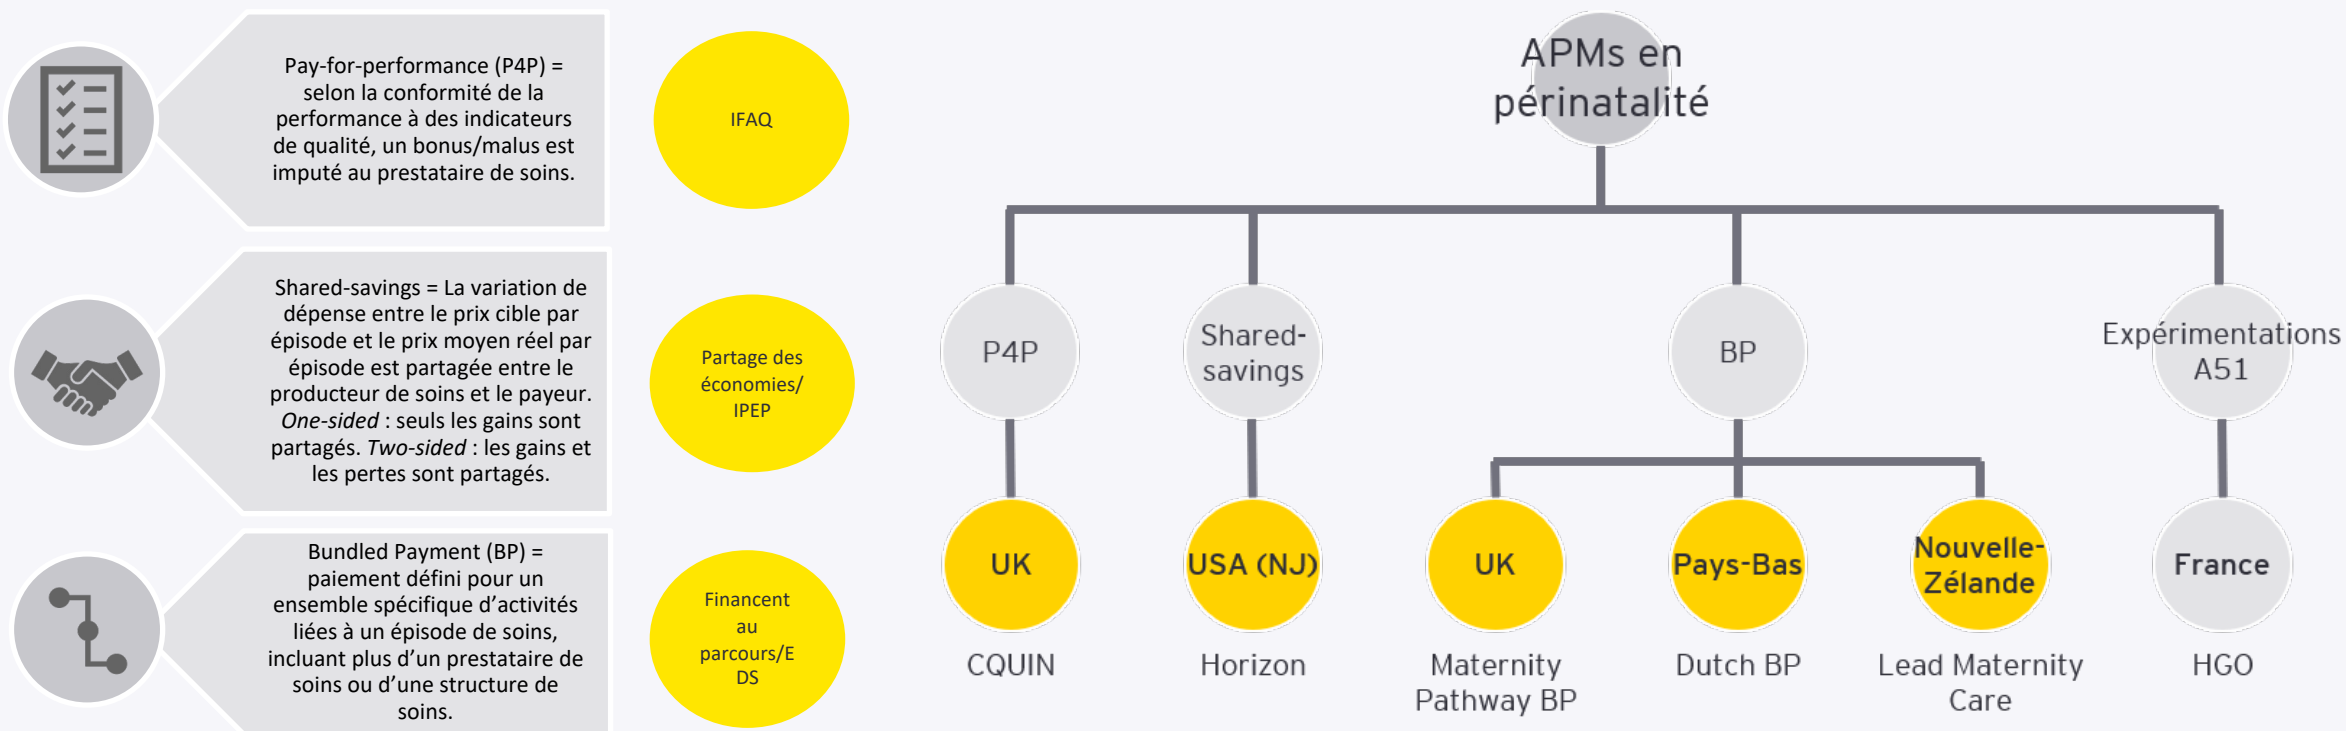 Pay-for-performance (P4P) =
selon la conformité de la
performance à des indicateurs
de qualité, un bonus/malus est
imputé au prestataire de soins.
IFAQ
Shared-savings = La variation de
dépense entre le prix cible par
épisode et le prix moyen réel par
épisode est partagée entre le
producteur de soins et le payeur.
One-sided : seuls les gains sont
partagés. Two-sided : les gains et
les pertes sont partagés.
Partage des
économies/
IPEP
Bundled Payment (BP) =
paiement défini pour un
ensemble spécifique d'activités
liées à un épisode de soins,
incluant plus d'un prestataire de
soins ou d'une structure de
soins.
Financent
au
parcours/E
DS
APMs en
périnatalité
P4P
Shared-
savings
BP
Expérimentations
A51
UK
USA (NJ)
UK
Pays-Bas
Nouvelle-
Zélande
France
CQUIN
Horizon
Maternity
Pathway BP
Dutch BP
Lead Maternity
Care
HGO